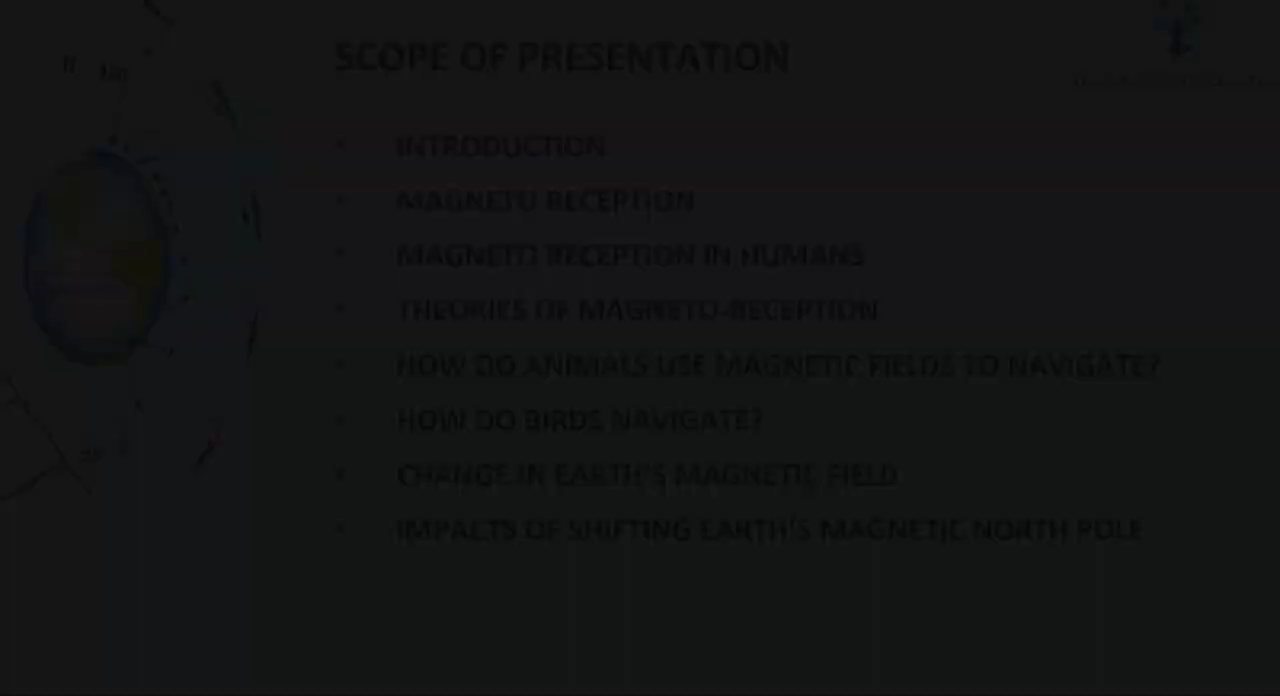 SCOPE OF PRESENTATION
INTRODUCTION
MAGNETO RECEPTION
MAGNETO RECEPTION IN HUMANS
THEORIES OF MAGNETO-RECEPTION
HOW DO ANIMALS USE MAGNETIC FIELDS TO NAVIGATE?
HOW DO BIRDS NAVIGATE?
CHANGE IN EARTH'S MAGNETIC FIELD
IMPACTS OF SHIFTING EARTH'S MAGNETIC NORTH POLE